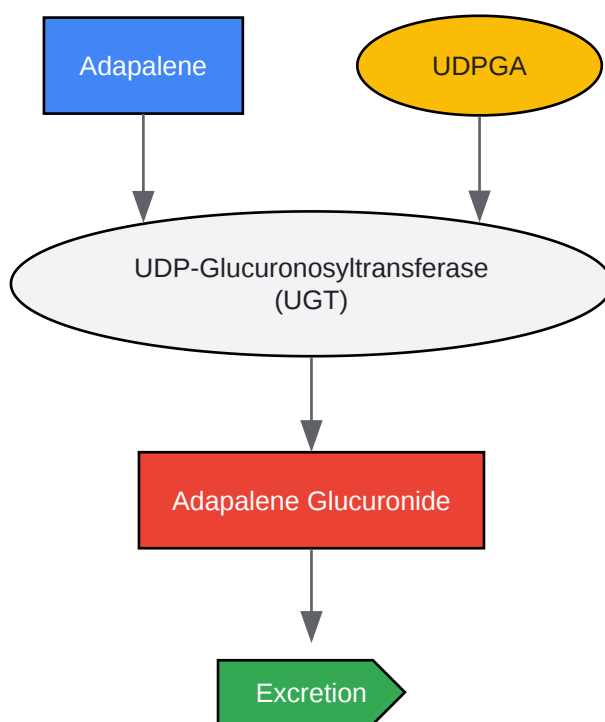 Adapalene
UDPGA
UDP-Glucuronosyltransferase
(UGT)
Adapalene Glucuronide
Excretion